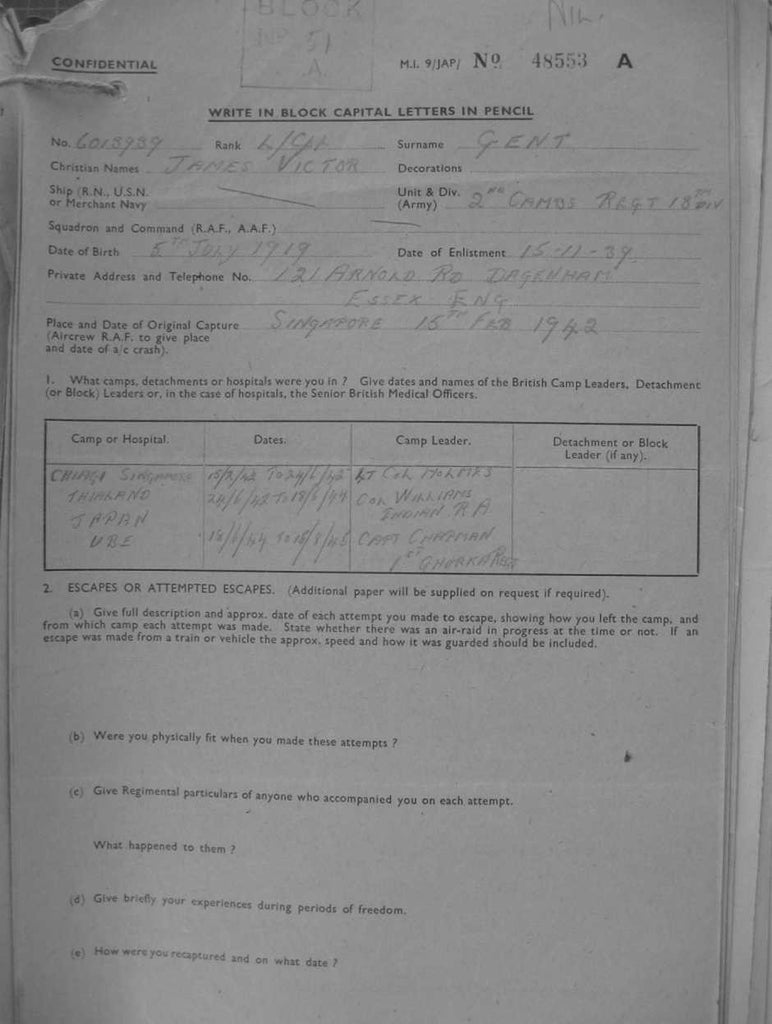 BLOCK
Nº 51
A
NIL.
CONFIDENTIAL
M.I. 9/JAP/ Nº 48553 A
WRITE IN BLOCK CAPITAL LETTERS IN PENCIL
No. 6013939 Rank L/CPL Surname GENT
Christian Names JAMES VICTOR Decorations
Ship (R.N., U.S.N. or Merchant Navy
Unit & Div. (Army) 2ND CAMBS REGT 18TH DIV
Squadron and Command (R.A.F., A.A.F.)
Date of Birth 5TH JULY 1919 Date of Enlistment 15-11-39
Private Address and Telephone No. 121 ARNOLD RD DAGENHAM
ESSEX ENG
Place and Date of Original Capture SINGAPORE 15TH FEB 1942
(Aircrew R.A.F. to give place
and date of a/c crash).
1. What camps, detachments or hospitals were you in ? Give dates and names of the British Camp Leaders, Detachment
(or Block) Leaders or, in the case of hospitals, the Senior British Medical Officers.
Camp or Hospital. Dates. Camp Leader. Detachment or Block
Leader (if any).
CHIAGI SINGAPORE 15/2/42 TO 24/6/42 LT COL HOLMES
THIALAND 24/6/42 TO 18/6/44 COL WILLIAMS
INDIAN R.A
JAPAN
UBE 18/6/44 TO 15/8/45 CAPT CHAPMAN
1ST GHURKA REGT
2. ESCAPES OR ATTEMPTED ESCAPES. (Additional paper will be supplied on request if required).
(a) Give full description and approx. date of each attempt you made to escape, showing how you left the camp, and
from which camp each attempt was made. State whether there was an air-raid in progress at the time or not. If an
escape was made from a train or vehicle the approx. speed and how it was guarded should be included.
(b) Were you physically fit when you made these attempts ?
(c) Give Regimental particulars of anyone who accompanied you on each attempt.
What happened to them ?
(d) Give briefly your experiences during periods of freedom.
(e) How were you recaptured and on what date ?